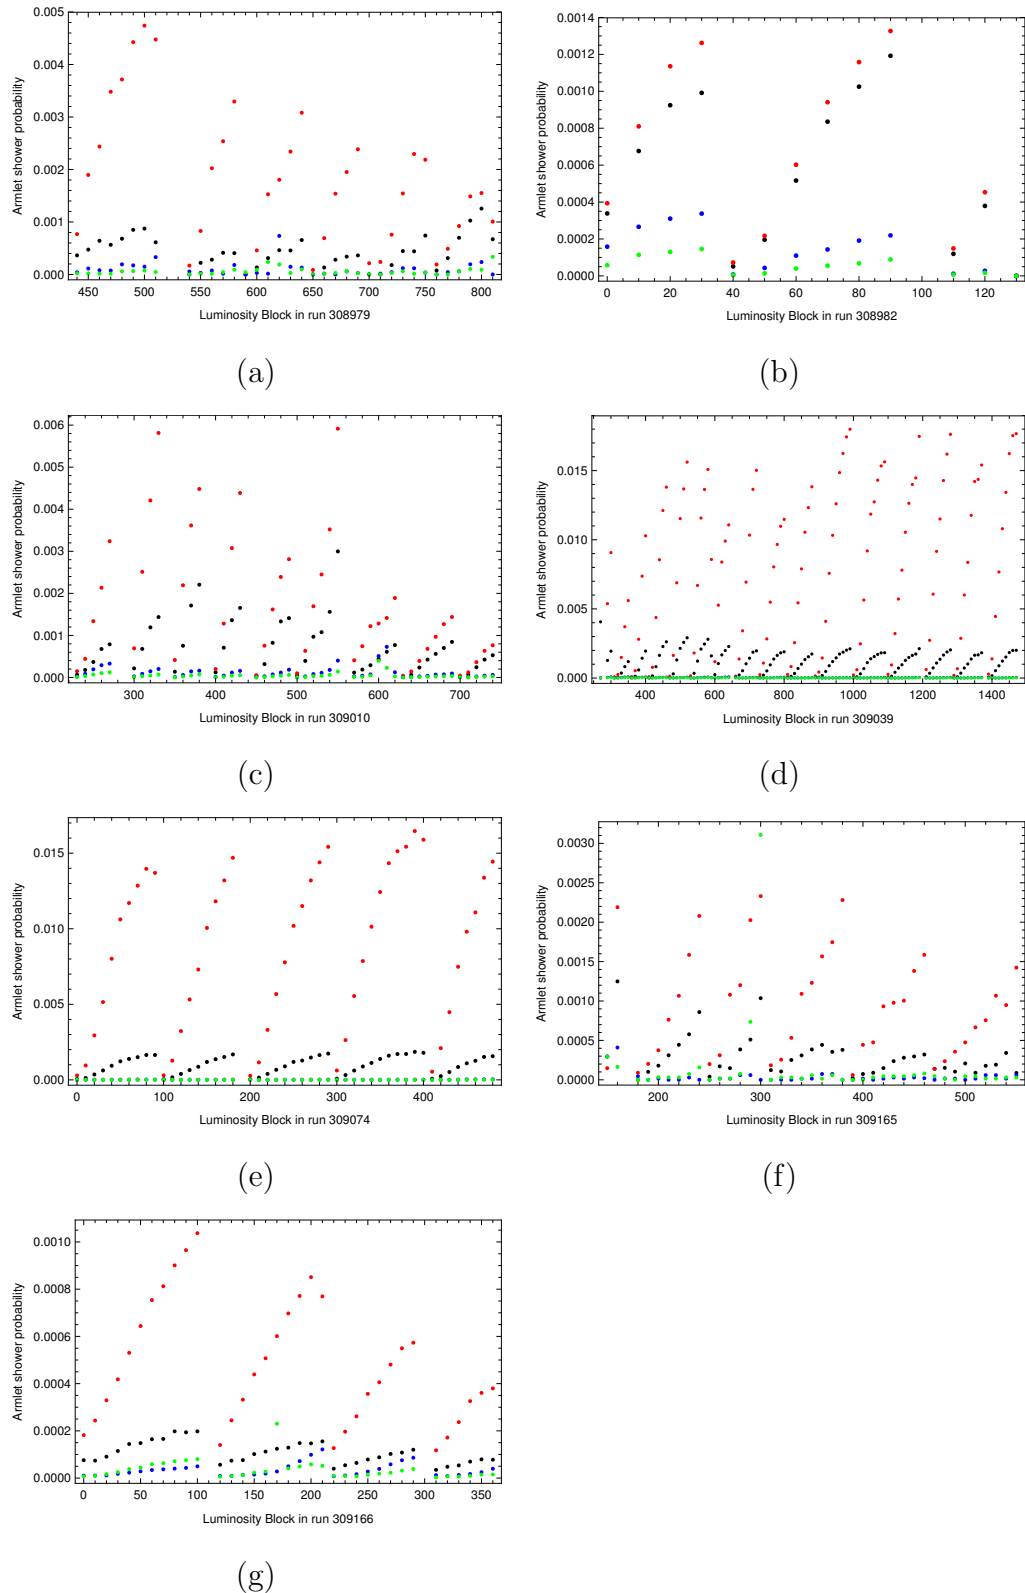 0.005
0.004
0.003
0.002
0.001
0.000
Armlet shower probability
450 500 550 600 650 700 750 800
Luminosity Block in run 308979
(a)
0.0014
0.0012
0.0010
0.0008
0.0006
0.0004
0.0002
0.0000
Armlet shower probability
0 20 40 60 80 100 120
Luminosity Block in run 308982
(b)
0.006
0.005
0.004
0.003
0.002
0.001
0.000
Armlet shower probability
300 400 500 600 700
Luminosity Block in run 309010
(c)
0.015
0.010
0.005
0.000
Armlet shower probability
400 600 800 1000 1200 1400
Luminosity Block in run 309039
(d)
0.015
0.010
0.005
0.000
Armlet shower probability
0 100 200 300 400
Luminosity Block in run 309074
(e)
0.0030
0.0025
0.0020
0.0015
0.0010
0.0005
0.0000
Armlet shower probability
200 300 400 500
Luminosity Block in run 309165
(f)
0.0010
0.0008
0.0006
0.0004
0.0002
0.0000
Armlet shower probability
0 50 100 150 200 250 300 350
Luminosity Block in run 309166
(g)